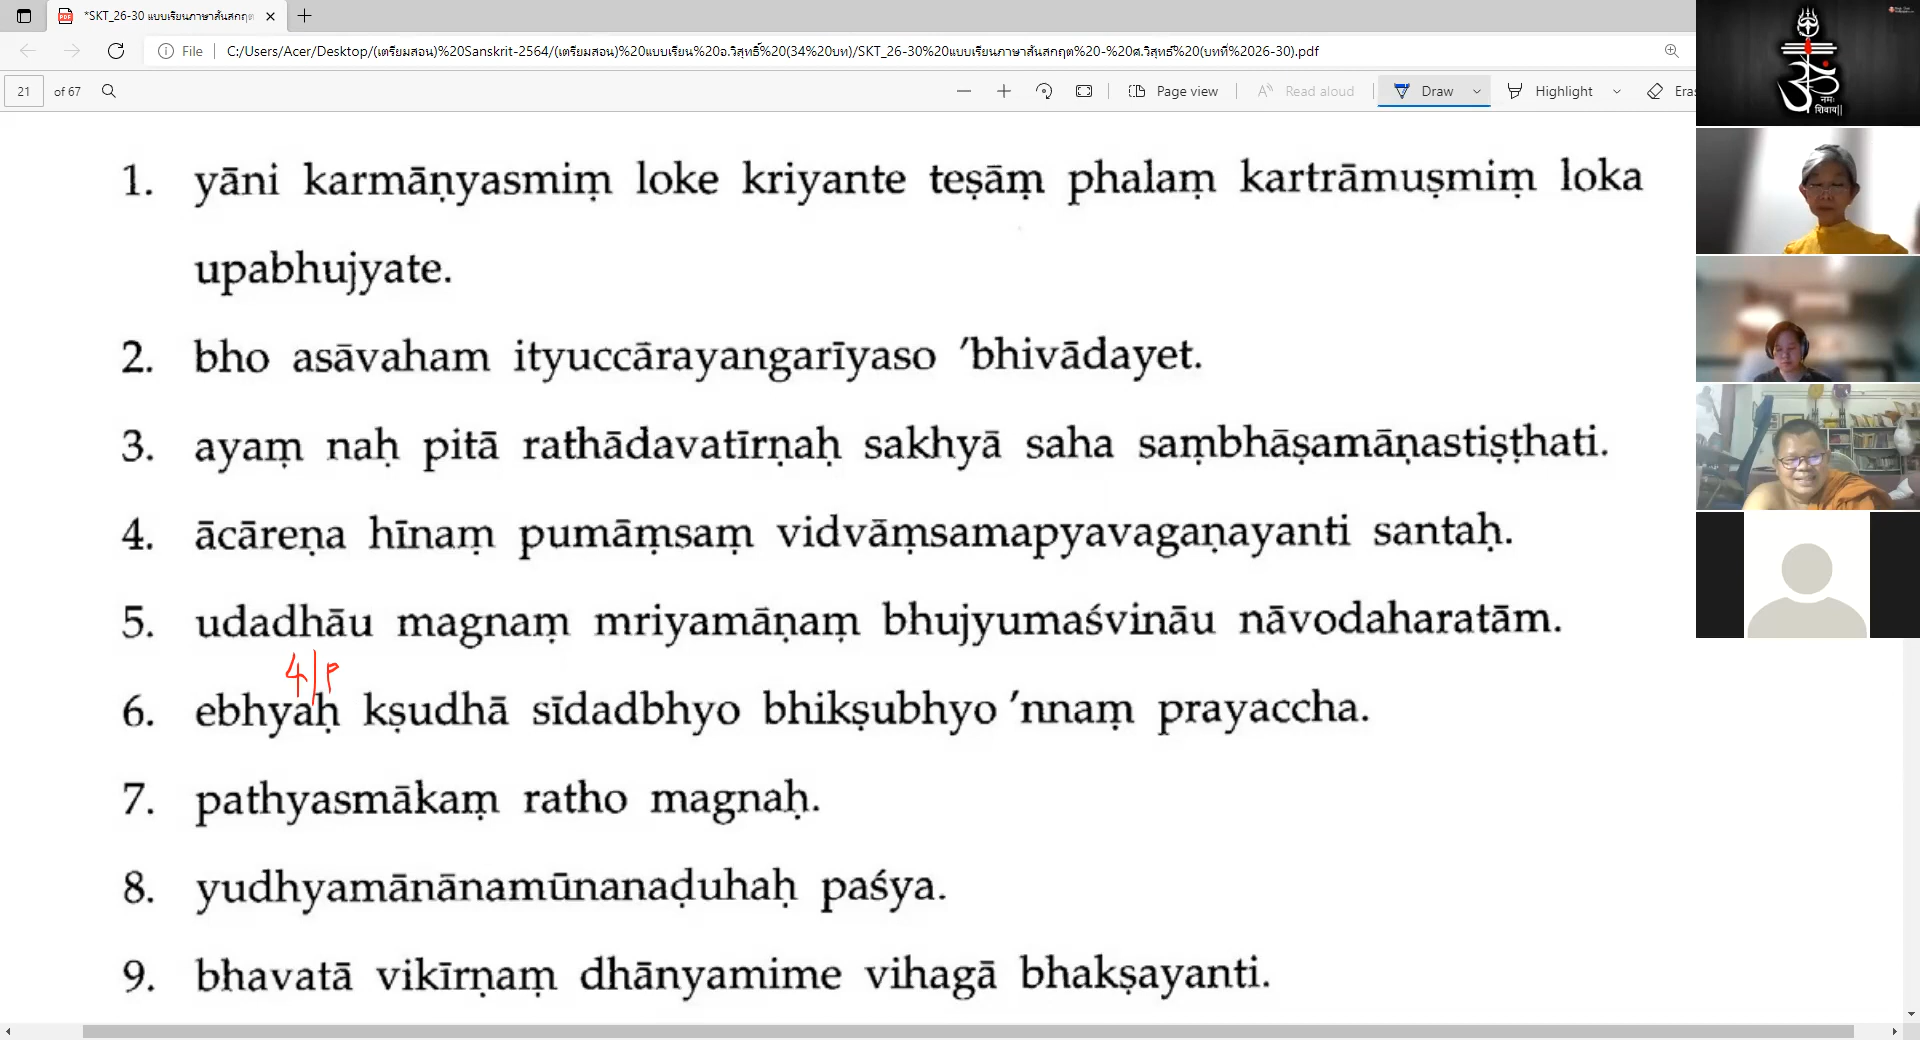 *SKT_26-30 แบบเรียนภาษาสันสกฤต
File C:/Users/Acer/Desktop/(เตรียมสอน)%20Sanskrit-2564/(เตรียมสอน)%20แบบเรียน%20อ.วิสุทธิ์%20(34%20บท)/SKT_26-30%20แบบเรียนภาษาสันสกฤต%20-%20ศ.วิสุทธ์%20(บทที่%2026-30).pdf
21 of 67 Page view Read aloud Draw Highlight Eras
1. yāni karmāṇyasmiṃ loke kriyante teṣāṃ phalaṃ kartrāmuṣmiṃ loka
upabhujyate.
2. bho asāvaham ityuccārayangarīyaso ’bhivādayet.
3. ayaṃ naḥ pitā rathādavatīrṇaḥ sakhyā saha saṃbhāṣamāṇastiṣṭhati.
4. ācāreṇa hīnaṃ pumāṃsaṃ vidvāṃsamapyavagaṇayanti santaḥ.
5. udadhāu magnaṃ mriyamāṇaṃ bhujyumaśvināu nāvodaharatām.
4|P
6. ebhyaḥ kṣudhā sīdadbhyo bhikṣubhyo ’nnaṃ prayaccha.
7. pathyasmākaṃ ratho magnaḥ.
8. yudhyamānānamūnanaḍuhaḥ paśya.
9. bhavatā vikīrṇaṃ dhānyamime vihagā bhakṣayanti.
नमः
शिवाय||